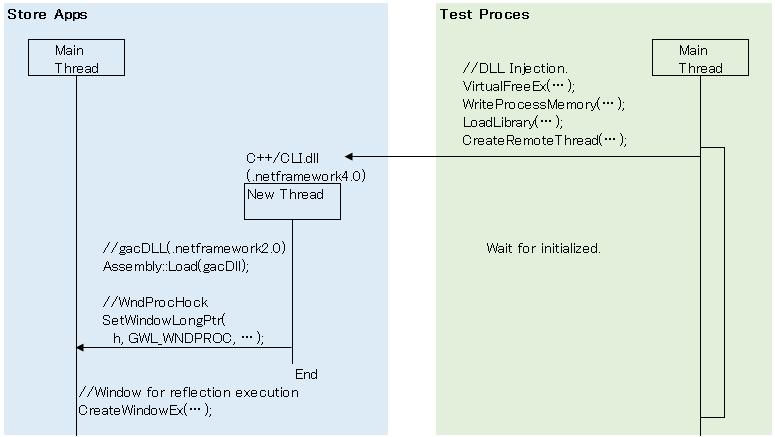 Store Apps
Test Proces
Main
Thread
Main
Thread
//DLL Injection.
VirtualFreeEx(…);
WriteProcessMemory(…);
LoadLibrary(…);
CreateRemoteThread(…);
C++/CLI.dll
(.netframework4.0)
New Thread
//gacDLL(.netframework2.0)
Assembly::Load(gacDll);
Wait for initialized.
//WndProcHock
SetWindowLongPtr(
h, GWL_WNDPROC, …);
End
//Window for reflection execution
CreateWindowEx(…);